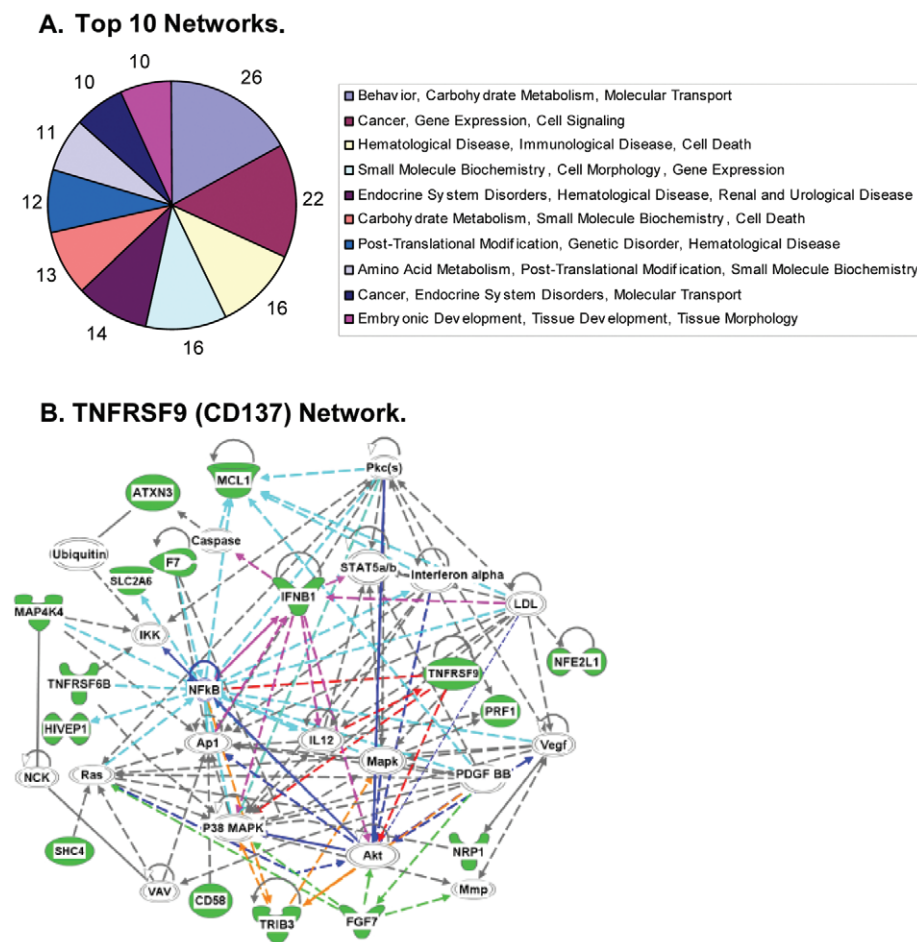 A. Top 10 Networks.
10
10
26
11
22
12
13
16
14
16
Behavior, Carbohydrate Metabolism, Molecular Transport
Cancer, Gene Expression, Cell Signaling
Hematological Disease, Immunological Disease, Cell Death
Small Molecule Biochemistry, Cell Morphology, Gene Expression
Endocrine System Disorders, Hematological Disease, Renal and Urological Disease
Carbohydrate Metabolism, Small Molecule Biochemistry, Cell Death
Post-Translational Modification, Genetic Disorder, Hematological Disease
Amino Acid Metabolism, Post-Translational Modification, Small Molecule Biochemistry
Cancer, Endocrine System Disorders, Molecular Transport
Embryonic Development, Tissue Development, Tissue Morphology
B. TNFRSF9 (CD137) Network.
Pkc(s)
MCL1
ATXN3
Caspase
Ubiquitin
F7
STAT5a/b
Interferon alpha
SLC2A6
IFNB1
LDL
MAP4K4
IKK
NFE2L1
TNFRSF6B
NFkB
TNFRSF9
PRF1
HIVEP1
Ap1
IL12
Vegf
Mapk
NCK
Ras
PDGF BB
P38 MAPK
SHC4
Akt
NRP1
VAV
CD58
Mmp
TRIB3
FGF7